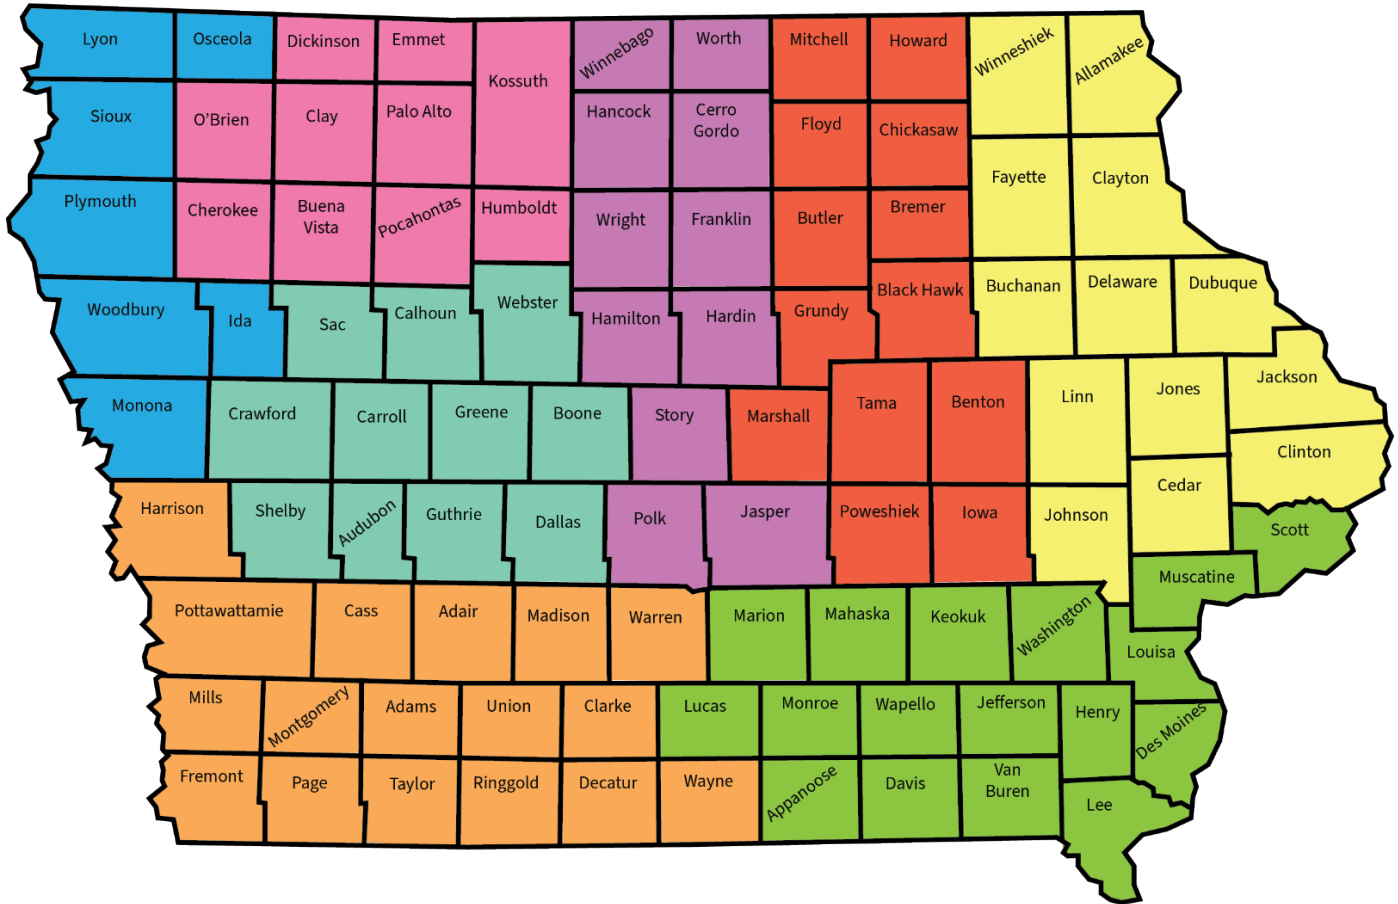 Lyon
Osceola
Dickinson
Emmet
Kossuth
Winnebago
Worth
Mitchell
Howard
Winneshiek
Allamakee
Sioux
O'Brien
Clay
Palo Alto
Hancock
Cerro
Gordo
Floyd
Chickasaw
Fayette
Clayton
Plymouth
Cherokee
Buena
Vista
Pocahontas
Humboldt
Wright
Franklin
Butler
Bremer
Woodbury
Ida
Sac
Calhoun
Webster
Hamilton
Hardin
Grundy
Black Hawk
Buchanan
Delaware
Dubuque
Monona
Crawford
Carroll
Greene
Boone
Story
Marshall
Tama
Benton
Linn
Jones
Jackson
Clinton
Cedar
Harrison
Shelby
Audubon
Guthrie
Dallas
Polk
Jasper
Poweshiek
Iowa
Johnson
Scott
Muscatine
Pottawattamie
Cass
Adair
Madison
Warren
Marion
Mahaska
Keokuk
Washington
Louisa
Mills
Montgomery
Adams
Union
Clarke
Lucas
Monroe
Wapello
Jefferson
Henry
Des Moines
Fremont
Page
Taylor
Ringgold
Decatur
Wayne
Appanoose
Davis
Van
Buren
Lee